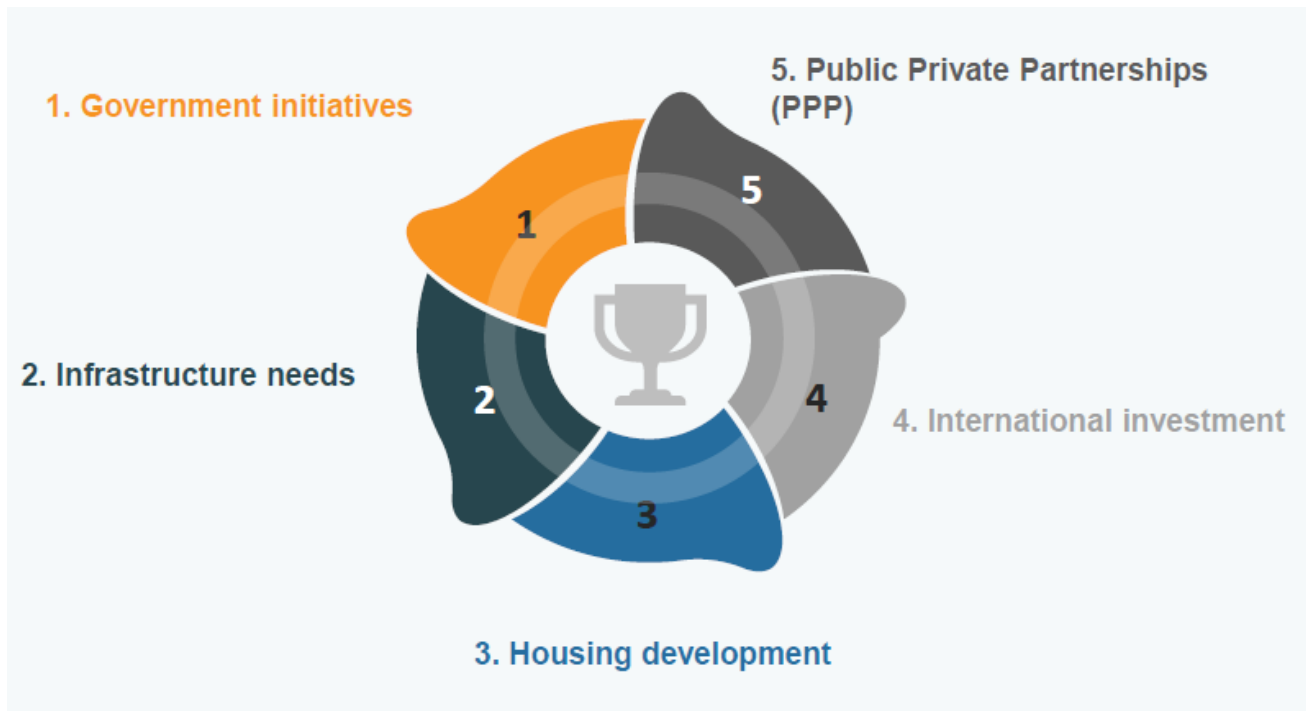 1. Government initiatives
5. Public Private Partnerships
(PPP)
1
5
2. Infrastructure needs
2
4
4. International investment
3
3. Housing development